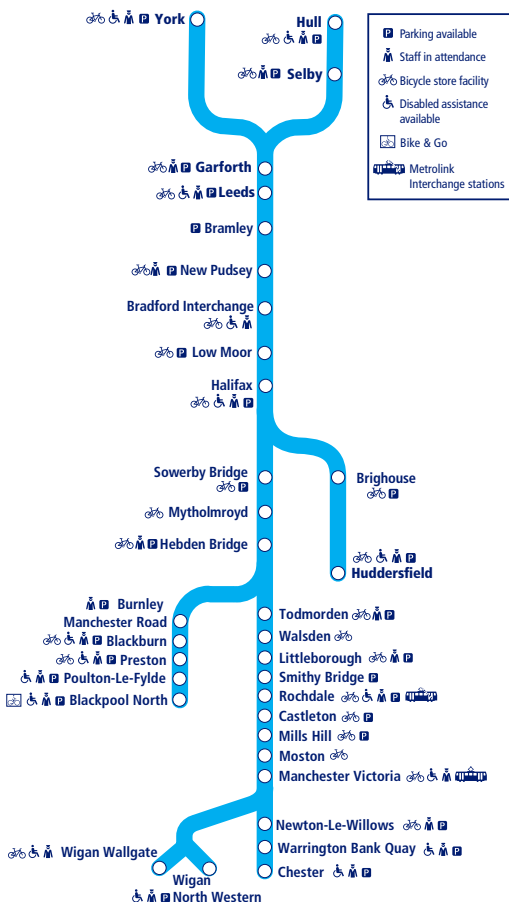 York
Hull
Selby
P Parking available
Staff in attendance
Bicycle store facility
Disabled assistance
available
Bike & Go
Metrolink
Interchange stations
Garforth
Leeds
Bramley
New Pudsey
Bradford Interchange
Low Moor
Halifax
Sowerby Bridge
Brighouse
Mytholmroyd
Hebden Bridge
Huddersfield
Burnley
Manchester Road
Blackburn
Preston
Poulton-Le-Fylde
Blackpool North
Todmorden
Walsden
Littleborough
Smithy Bridge
Rochdale
Castleton
Mills Hill
Moston
Manchester Victoria
Newton-Le-Willows
Warrington Bank Quay
Chester
Wigan Wallgate
Wigan
North Western